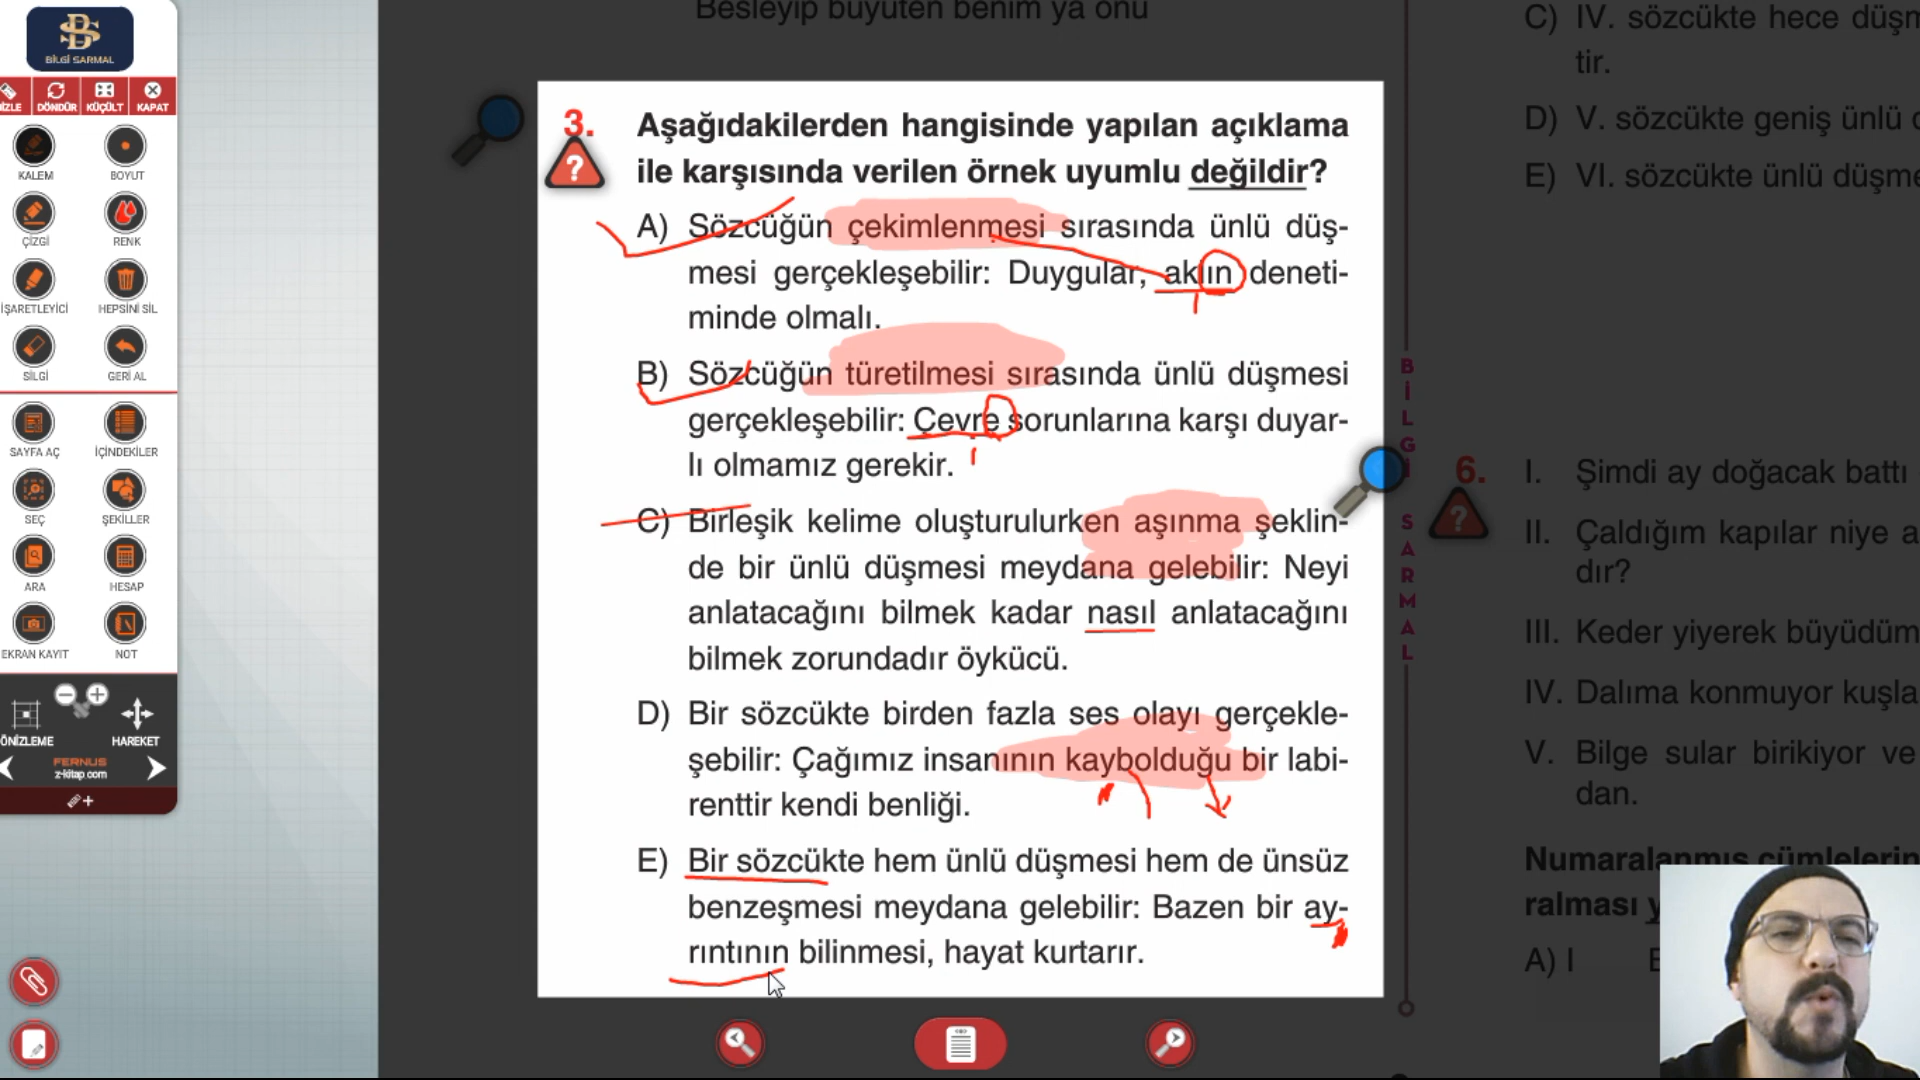 BİLGİ SARMAL
DÖNDÜR
KÜÇÜLT
KAPAT
KALEM
BOYUT
ÇİZGİ
RENK
İŞARETLEYİCİ
HEPSİNİ SİL
SİLGİ
GERİ AL
SAYFA AÇ
İÇİNDEKİLER
SEÇ
ŞEKİLLER
ARA
HESAP
EKRAN KAYIT
NOT
ÖNİZLEME
HAREKET
FERNUS
z-kitap.com
Besleyip büyüten benim ya onu
3. Aşağıdakilerden hangisinde yapılan açıklama
ile karşısında verilen örnek uyumlu değildir?
A) Sözcüğün çekimlenmesi sırasında ünlü düş-
mesi gerçekleşebilir: Duygular, aklın deneti-
minde olmalı.
B) Sözcüğün türetilmesi sırasında ünlü düşmesi
gerçekleşebilir: Çevre sorunlarına karşı duyar-
lı olmamız gerekir.
C) Birleşik kelime oluşturulurken aşınma şeklin-
de bir ünlü düşmesi meydana gelebilir: Neyi
anlatacağını bilmek kadar nasıl anlatacağını
bilmek zorundadır öykücü.
D) Bir sözcükte birden fazla ses olayı gerçekle-
şebilir: Çağımız insanının kaybolduğu bir labi-
renttir kendi benliği.
E) Bir sözcükte hem ünlü düşmesi hem de ünsüz
benzeşmesi meydana gelebilir: Bazen bir ay-
rıntının bilinmesi, hayat kurtarır.
BİLGİ SARMAL
C) IV. sözcükte hece
tir.
D) V. sözcükte geniş ünlü
E) VI. sözcükte ünlü
6. I. Şimdi ay doğacak battı
II. Çaldığım kapılar niye
dır?
III. Keder yiyerek büyüdüm
IV. Dalıma konmuyor
V. Bilge sular birikiyor ve
dan.
Numaralanmış cümlelerin
ralması
A) I